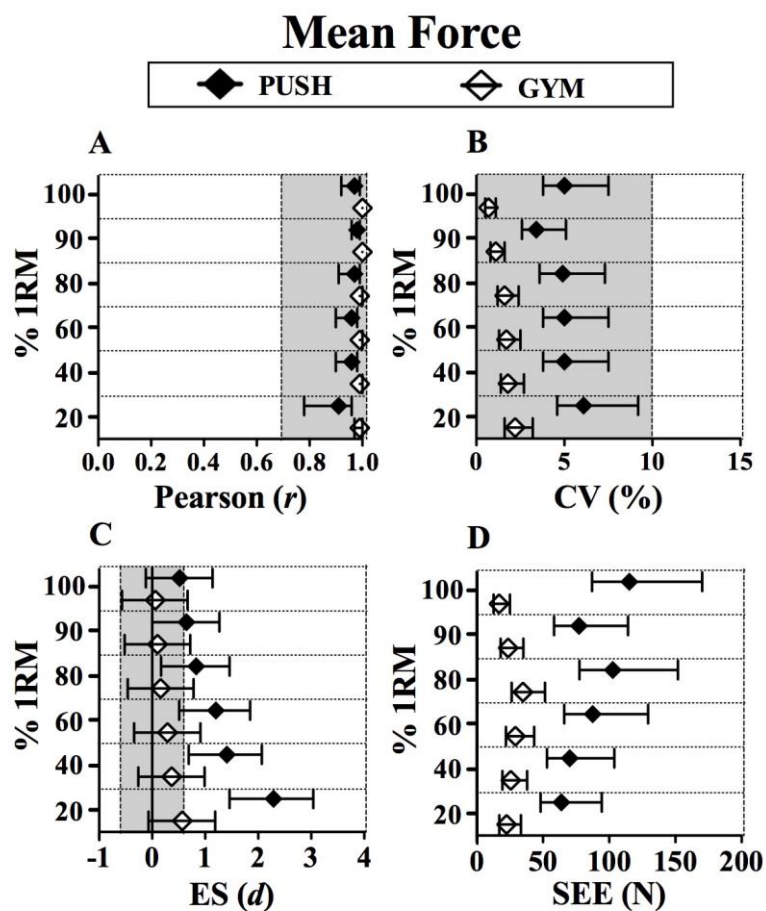 Mean Force
PUSH GYM
A
% 1RM
100
90
80
60
40
20
0.0 0.2 0.4 0.6 0.8 1.0
Pearson (r)
B
% 1RM
100
90
80
60
40
20
0 5 10 15
CV (%)
C
% 1RM
100
90
80
60
40
20
-1 0 1 2 3 4
ES (d)
D
% 1RM
100
90
80
60
40
20
0 50 100 150 200
SEE (N)